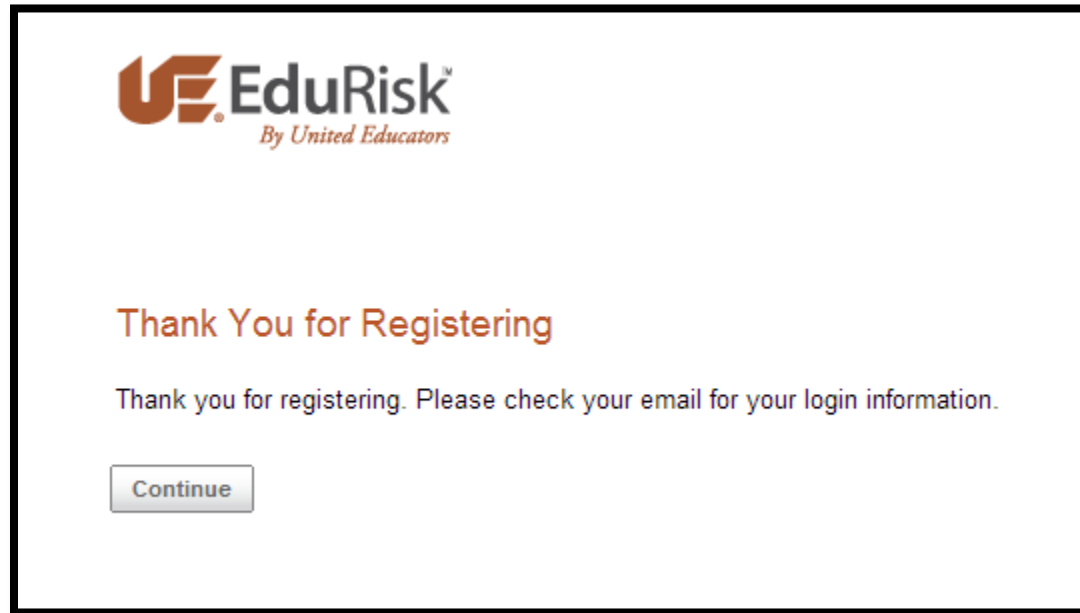 UE® EduRisk™
By United Educators
Thank You for Registering
Thank you for registering. Please check your email for your login information.
Continue